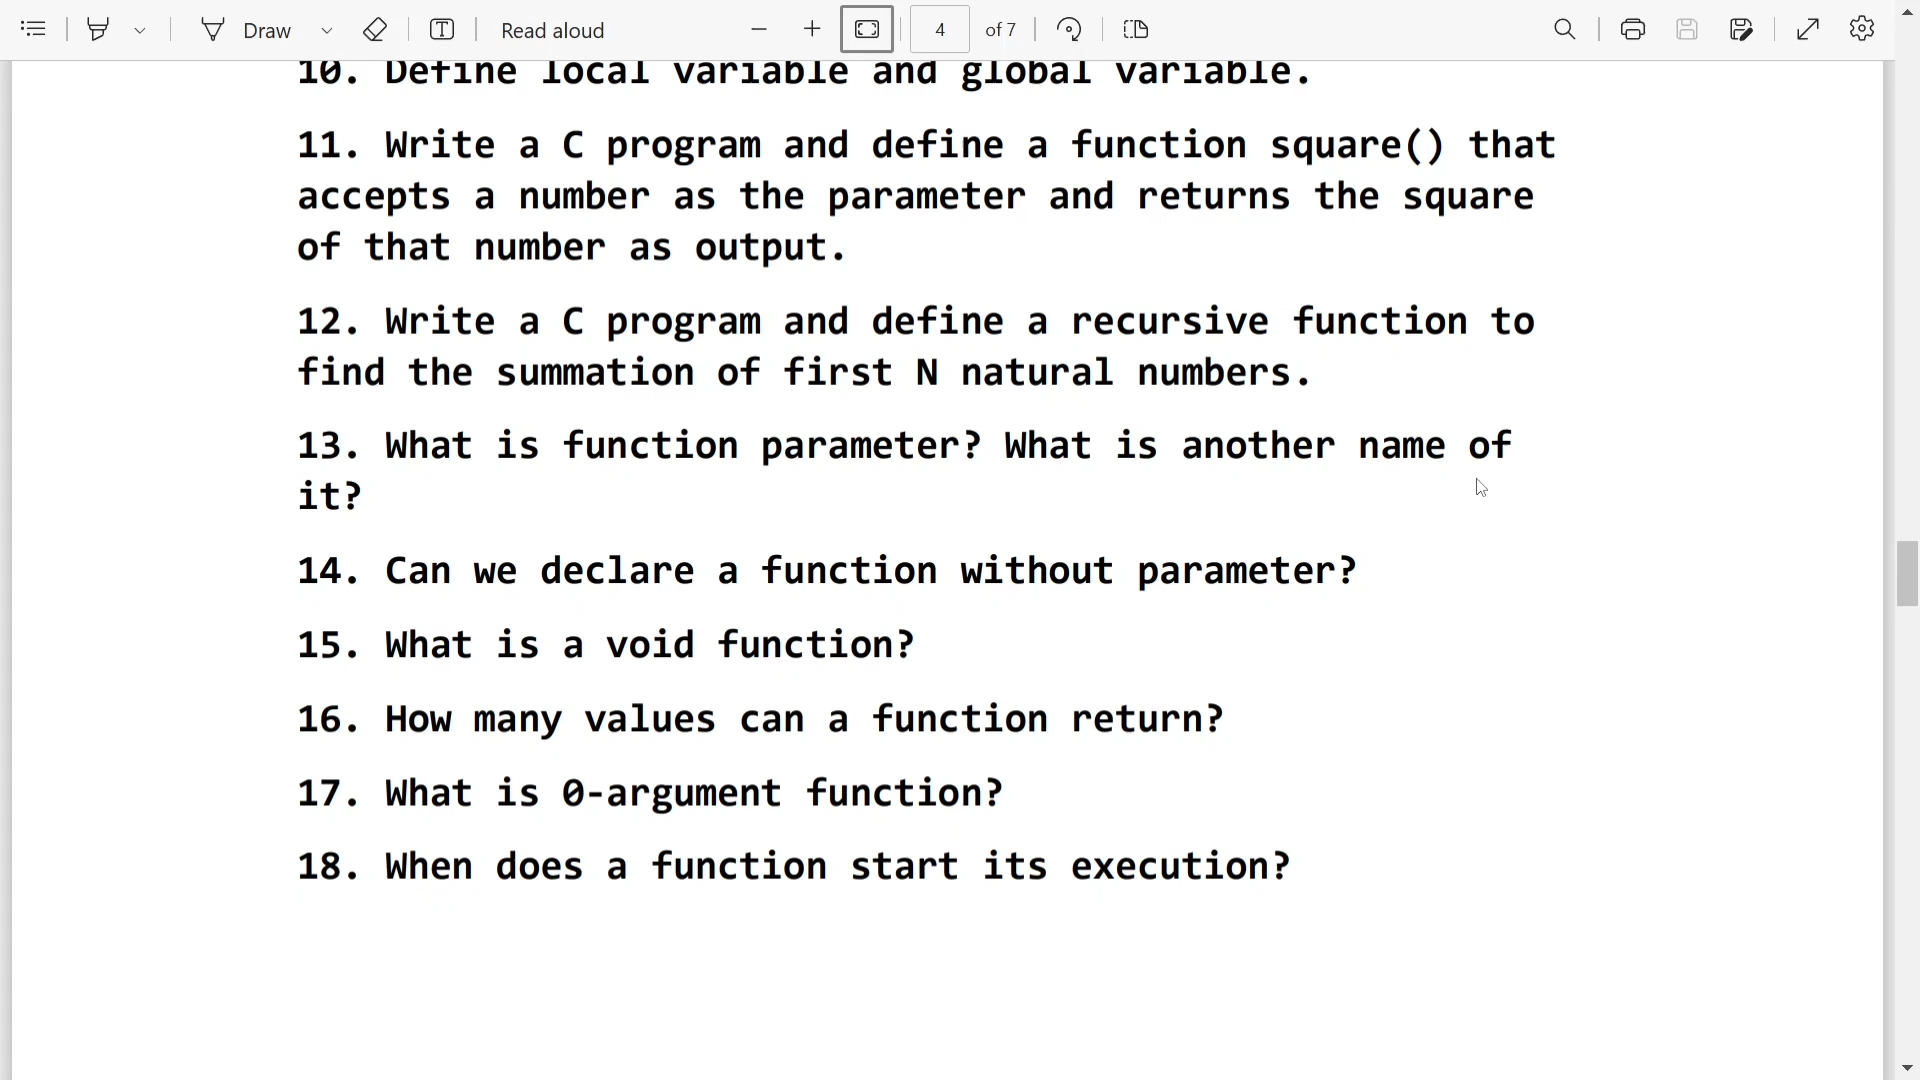 Draw
Read aloud
4 of 7
10. Define local variable and global variable.
11. Write a C program and define a function square() that
accepts a number as the parameter and returns the square
of that number as output.
12. Write a C program and define a recursive function to
find the summation of first N natural numbers.
13. What is function parameter? What is another name of
it?
14. Can we declare a function without parameter?
15. What is a void function?
16. How many values can a function return?
17. What is 0-argument function?
18. When does a function start its execution?